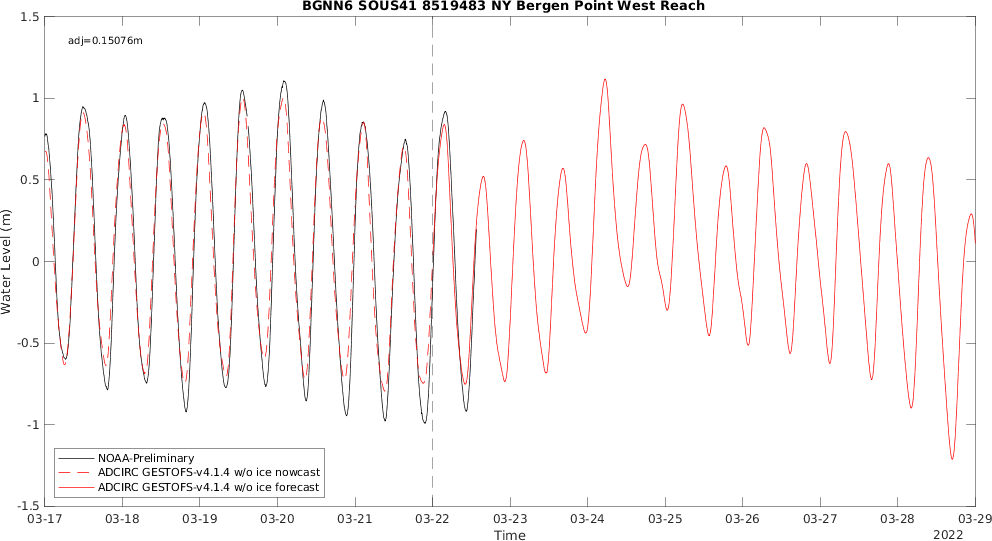 BGNN6 SOUS41 8519483 NY Bergen Point West Reach
1.5
adj=0.15076m
1
0.5
0
-0.5
-1
-1.5
Water Level (m)
NOAA-Preliminary
ADCIRC GESTOFS-v4.1.4 w/o ice nowcast
ADCIRC GESTOFS-v4.1.4 w/o ice forecast
03-17 03-18 03-19 03-20 03-21 03-22 03-23 03-24 03-25 03-26 03-27 03-28 03-29
Time
2022